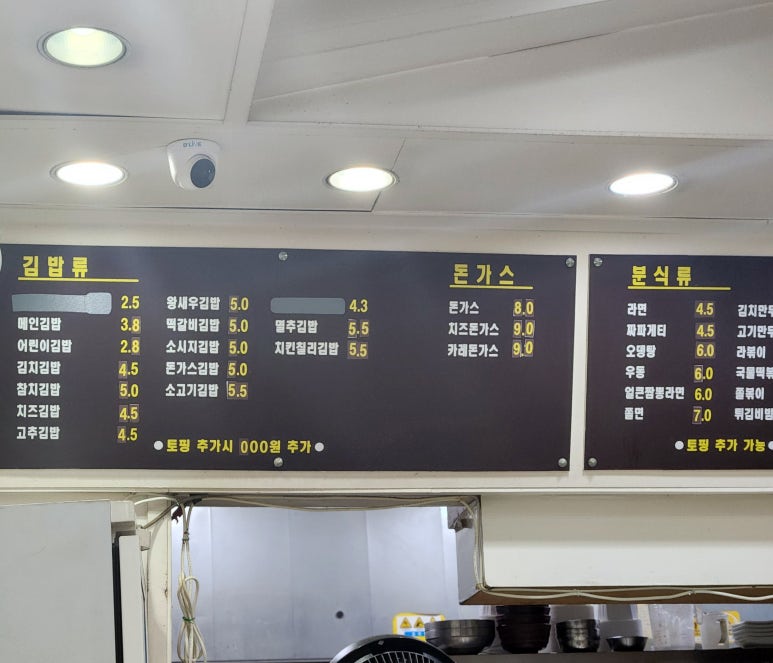 D'LIVE
김밥류
2.5
메인김밥 3.8
어린이김밥 2.8
김치김밥 4.5
참치김밥 5.0
치즈김밥 4.5
고추김밥 4.5
왕새우김밥 5.0
떡갈비김밥 5.0
소시지김밥 5.0
돈가스김밥 5.0
소고기김밥 5.5
4.3
멸추김밥 5.5
치킨칠리김밥 5.5
●토핑 추가시 000원 추가●
돈가스
돈가스 8.0
치즈돈가스 9.0
카레돈가스 9.0
분식류
라면 4.5
짜파게티 4.5
오뎅탕 6.0
우동 6.0
얼큰짬뽕라면 6.0
쫄면 7.0
김치만두
고기만두
라볶이
국물떡볶
쫄볶이
튀김비빔
●토핑 추가 가능●